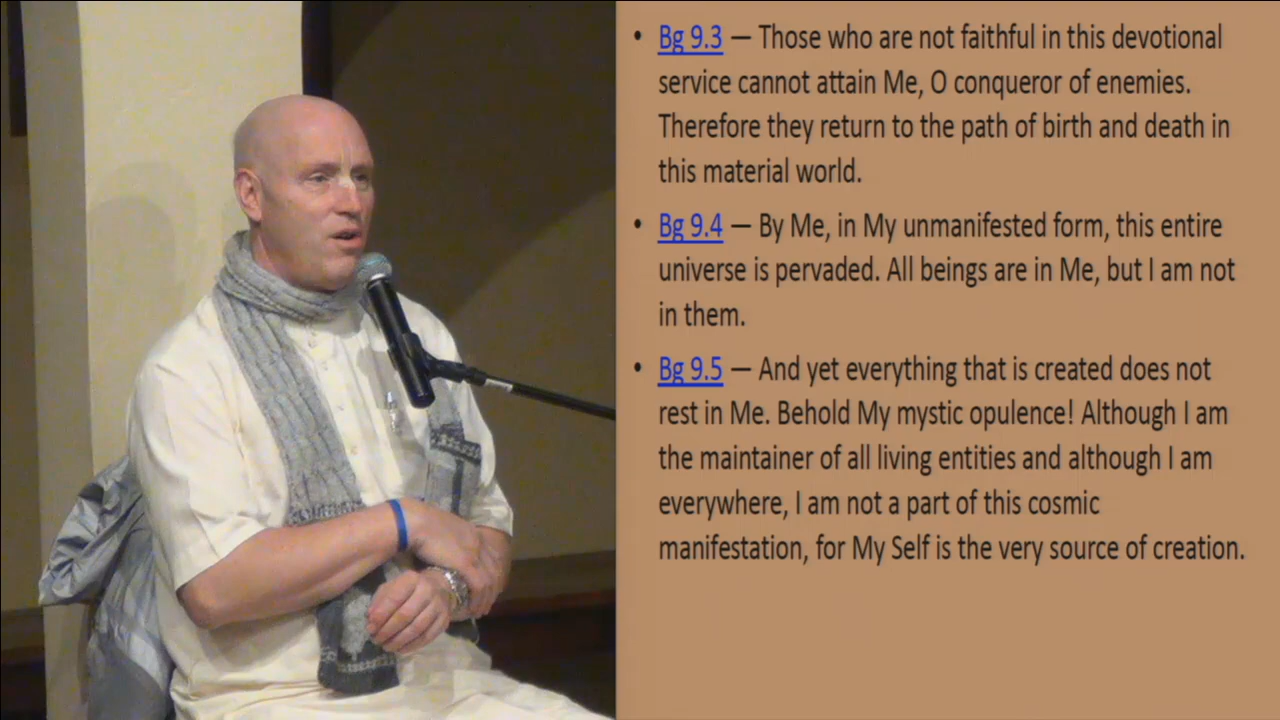 • Bg 9.3 — Those who are not faithful in this devotional
service cannot attain Me, O conqueror of enemies.
Therefore they return to the path of birth and death in
this material world.
• Bg 9.4 — By Me, in My unmanifested form, this entire
universe is pervaded. All beings are in Me, but I am not
in them.
• Bg 9.5 — And yet everything that is created does not
rest in Me. Behold My mystic opulence! Although I am
the maintainer of all living entities and although I am
everywhere, I am not a part of this cosmic
manifestation, for My Self is the very source of creation.